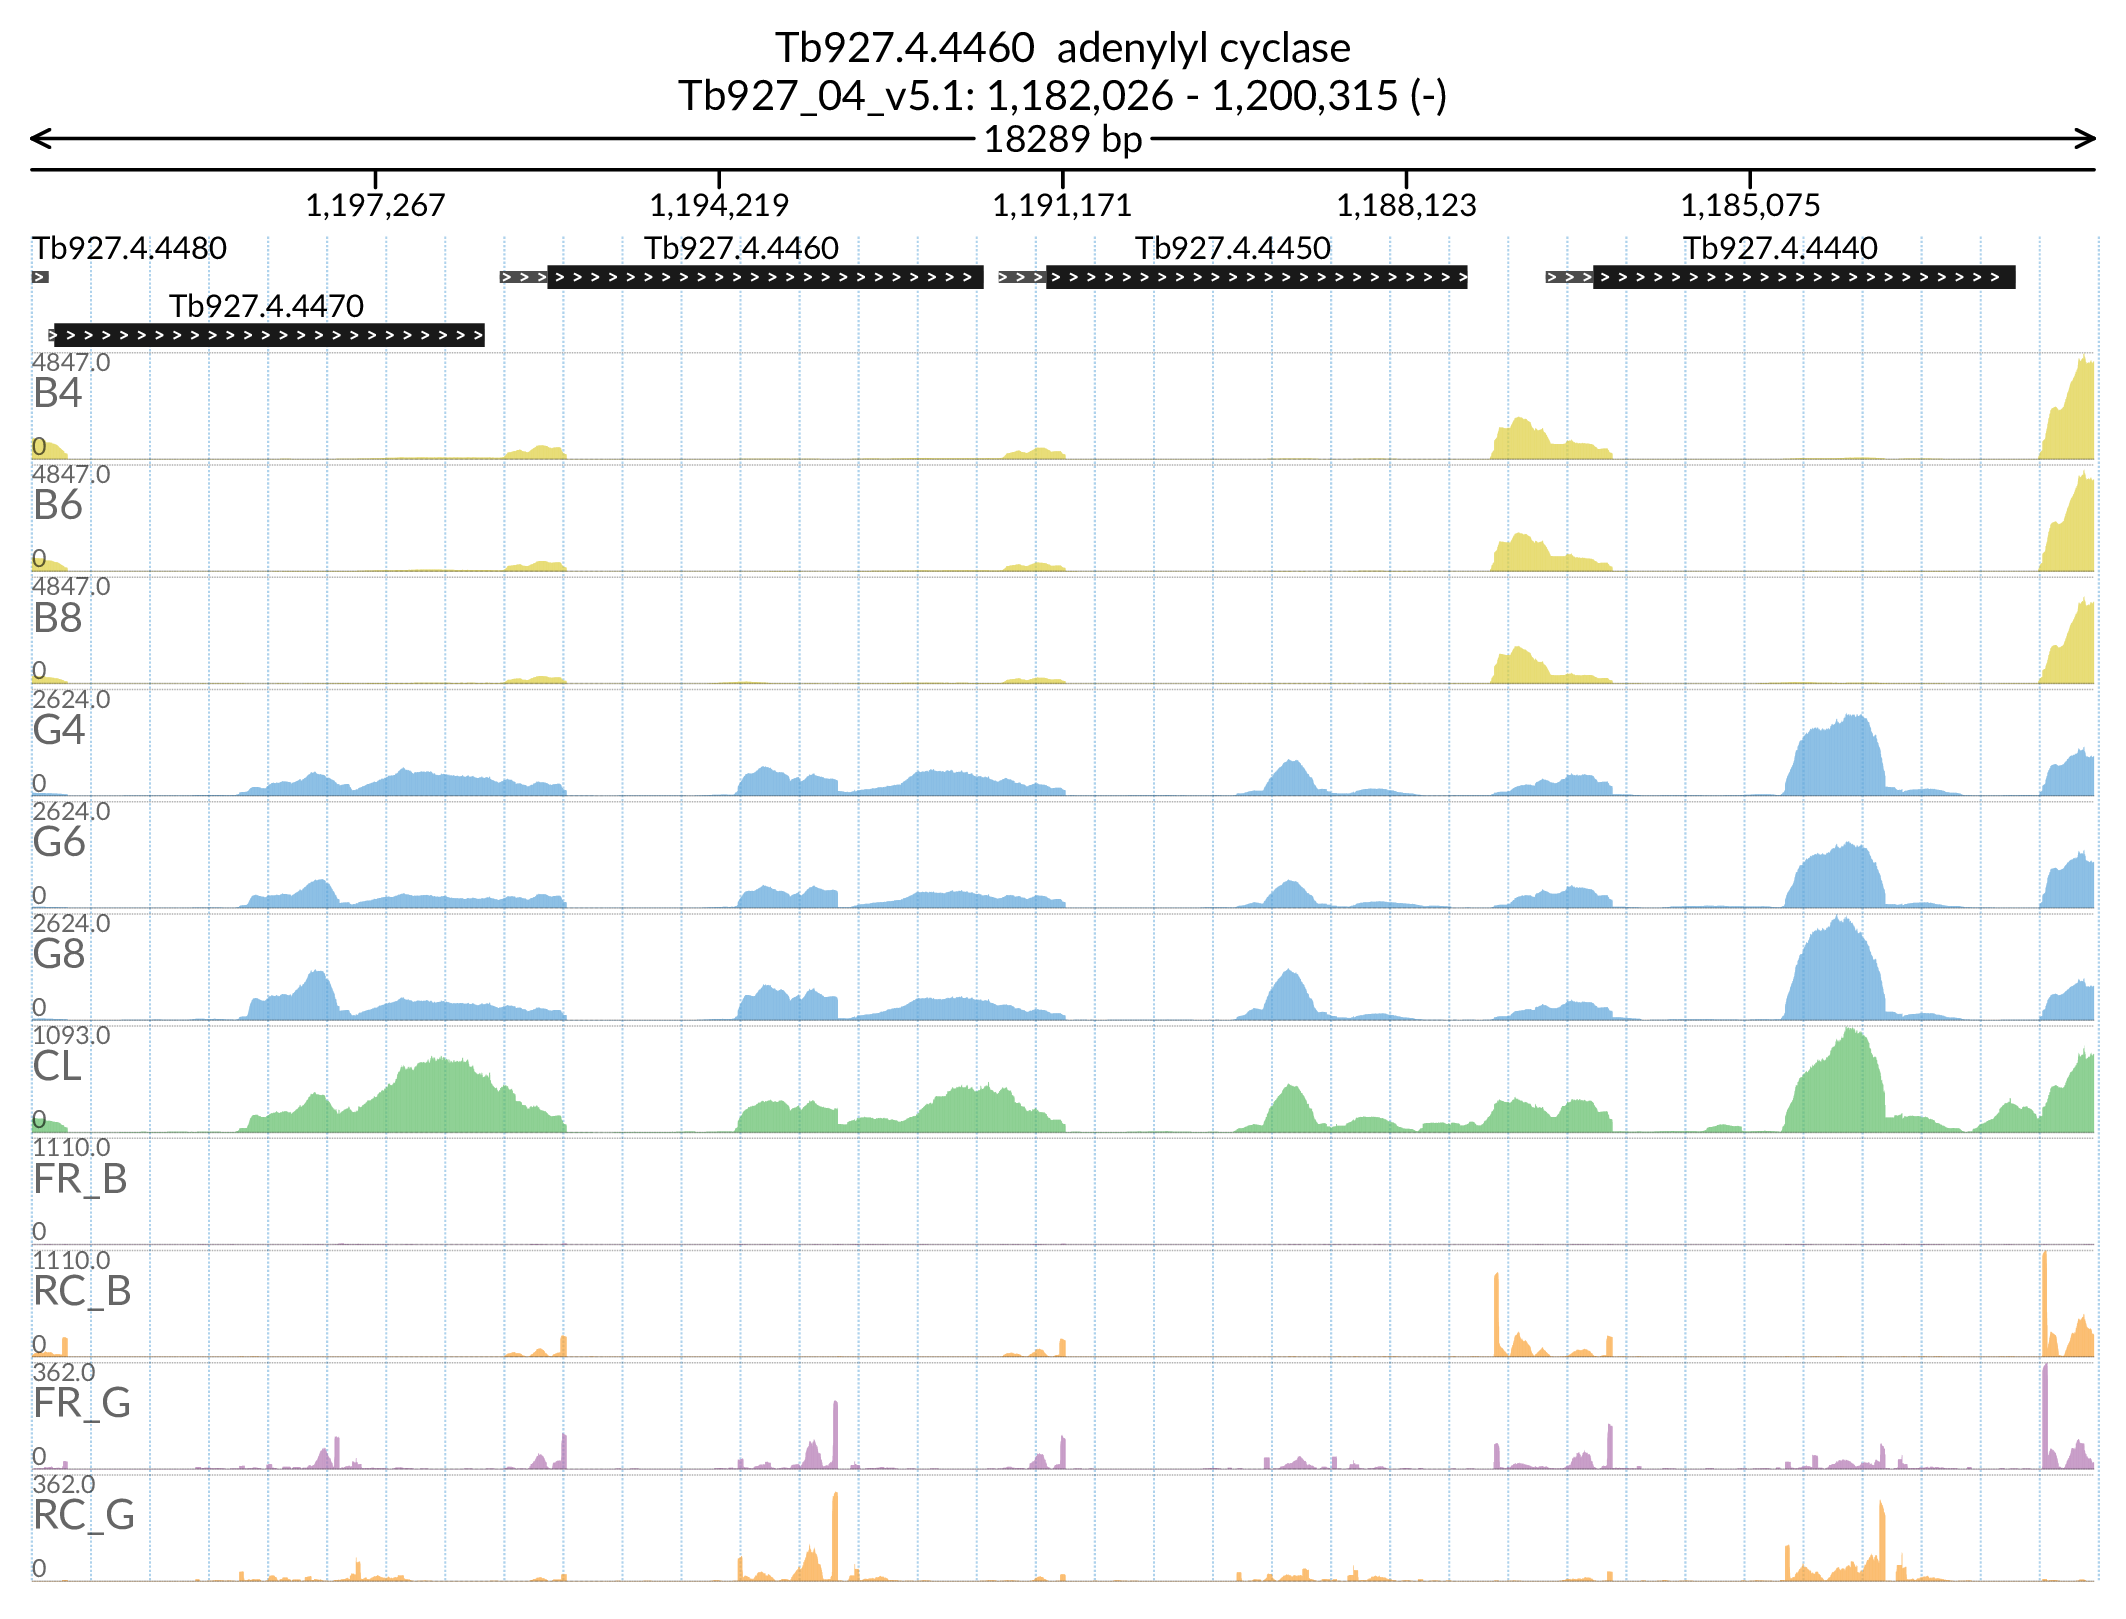 Tb927.4.4460  adenylyl cyclase
Tb927_04_v5.1: 1,182,026 - 1,200,315 (-)
18289 bp
1,197,267 1,194,219 1,191,171 1,188,123 1,185,075
Tb927.4.4480 Tb927.4.4460 Tb927.4.4450 Tb927.4.4440
Tb927.4.4470
4847.0
B4
0
4847.0
B6
0
4847.0
B8
0
2624.0
G4
0
2624.0
G6
0
2624.0
G8
0
1093.0
CL
0
1110.0
FR_B
0
1110.0
RC_B
0
362.0
FR_G
0
362.0
RC_G
0